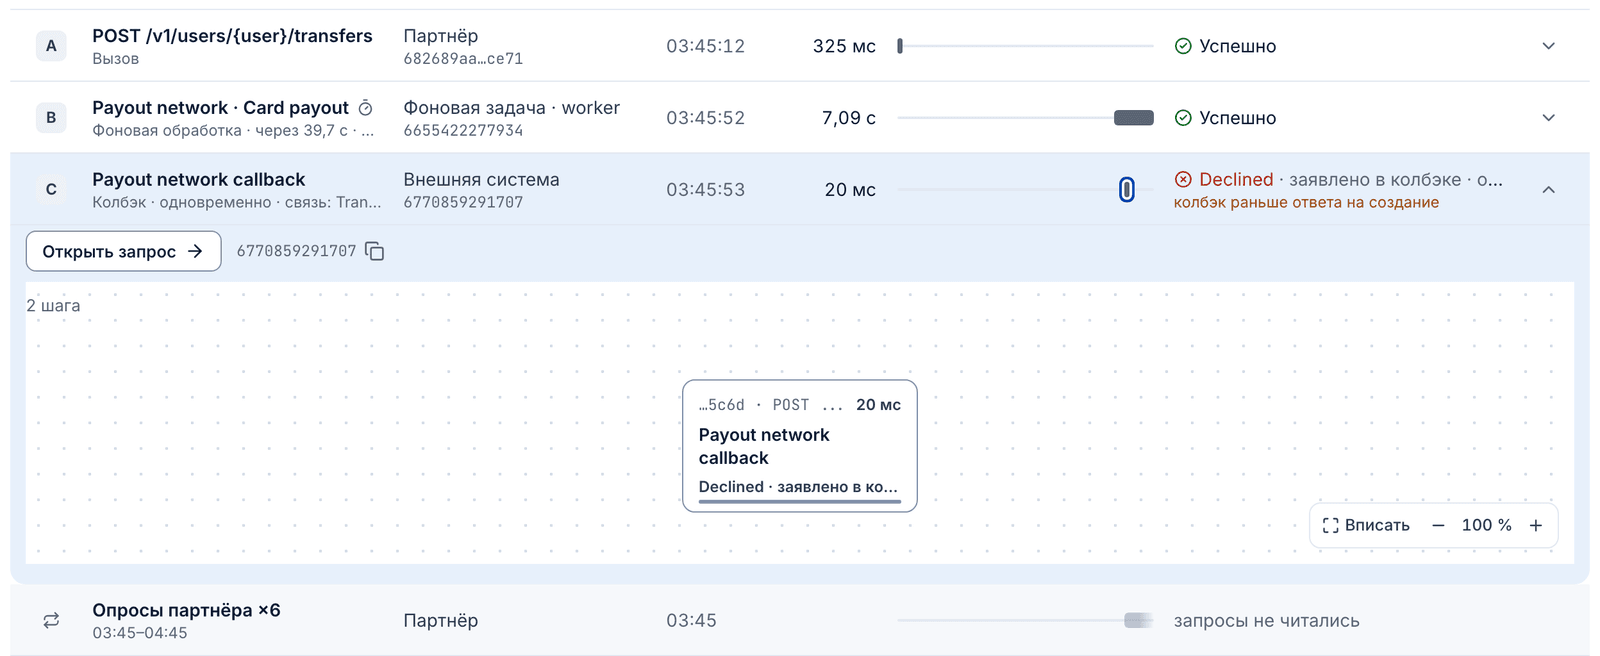 A POST /v1/users/{user}/transfers Партнёр 03:45:12 325 мс Успешно
Вызов 682689aa…ce71
B Payout network · Card payout Фоновая задача · worker 03:45:52 7,09 с Успешно
Фоновая обработка · через 39,7 с · ... 6655422277934
C Payout network callback Внешняя система 03:45:53 20 мс Declined · заявлено в колбэке · о...
Колбэк · одновременно · связь: Tran... 6770859291707 колбэк раньше ответа на создание
Открыть запрос → 6770859291707
2 шага
…5c6d · POST ... 20 мс
Payout network
callback
Declined · заявлено в ко...
Вписать − 100 % +
Опросы партнёра ×6 Партнёр 03:45 запросы не читались
03:45–04:45